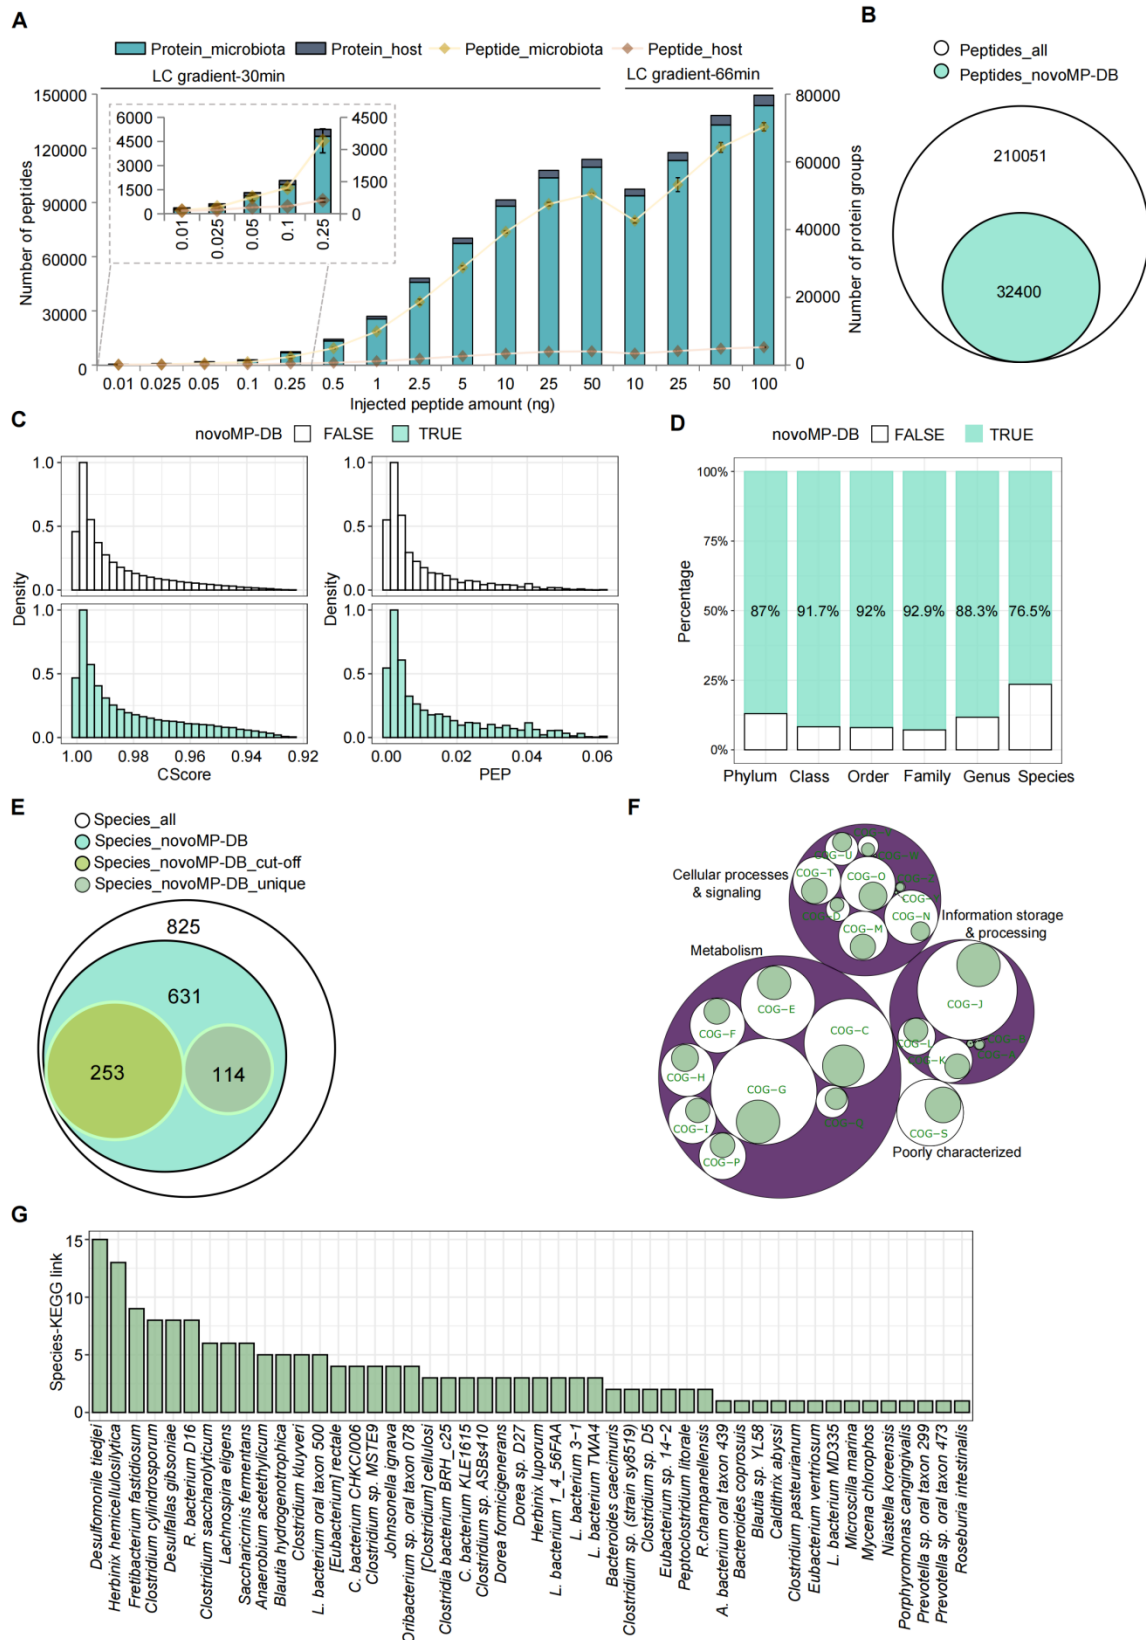 A
Protein_microbiota Protein_host Peptide_microbiota Peptide_host
LC gradient-30min
LC gradient-66min
Number of peptides
150000
120000
90000
60000
30000
0
6000
4500
3000
1500
0
4500
3000
1500
0
0.01 0.025 0.05 0.1 0.25
80000
60000
40000
20000
0
Number of protein groups
0.01 0.025 0.05 0.1 0.25 0.5 1 2.5 5 10 25 50 10 25 50 100
Injected peptide amount (ng)
B
Peptides_all
Peptides_novoMP-DB
210051
32400
C
novoMP-DB FALSE TRUE
1.0
0.5
0.0
1.0
0.5
0.0
Density
1.00 0.98 0.96 0.94 0.92
CScore
1.0
0.5
0.0
1.0
0.5
0.0
Density
0.00 0.02 0.04 0.06
PEP
D
novoMP-DB FALSE TRUE
Percentage
100%
75%
50%
25%
0%
87% 91.7% 92% 92.9% 88.3% 76.5%
Phylum Class Order Family Genus Species
E
Species_all
Species_novoMP-DB
Species_novoMP-DB_cut-off
Species_novoMP-DB_unique
825
631
253
114
F
Cellular processes
& signaling
COG-U
COG-T
COG-O
COG-D
COG-N
COG-M
Information storage
& processing
COG-J
COG-L
COG-K
Metabolism
COG-E
COG-F
COG-C
COG-H
COG-G
COG-I
COG-P
COG-S
Poorly characterized
G
Species-KEGG link
15
10
5
0
Desulfomonile tiedjei
Herbinix hemicellulosilytica
Fretibacterium fastidiosum
Clostridium cylindrosporum
Desulfallas gibsoniae
R. bacterium D16
Clostridium saccharolyticum
Lachnospira eligens
Saccharicrinis fermentans
Anaerobium acetethylicum
Blautia hydrogenotrophica
Clostridium kluyveri
L. bacterium oral taxon 500
[Eubacterium] rectale
C. bacterium CHKCI006
Clostridium sp. MSTE9
Johnsonella ignava
Oribacterium sp. oral taxon 078
[Clostridium] cellulosi
Clostridia bacterium BRH_c25
C. bacterium KLE1615
Clostridium sp. ASBs410
Dorea formicigenerans
Dorea sp. D27
Herbinix luporum
L. bacterium 1_4_56FAA
L. bacterium 3-1
L. bacterium TWA4
Bacteroides caecimuris
Clostridium sp. (strain sy8519)
Clostridium sp. D5
Eubacterium sp. 14-2
Peptoclostridium litorale
R.champanellensis
A. bacterium oral taxon 439
Bacteroides coprosuis
Blautia sp. YL58
Caldithrix abyssi
Clostridium pasteurianum
Eubacterium ventriosum
L. bacterium MD335
Microscilla marina
Mycena chlorophos
Niastella koreensis
Porphyromonas cangingivalis
Prevotella sp. oral taxon 299
Prevotella sp. oral taxon 473
Roseburia intestinalis